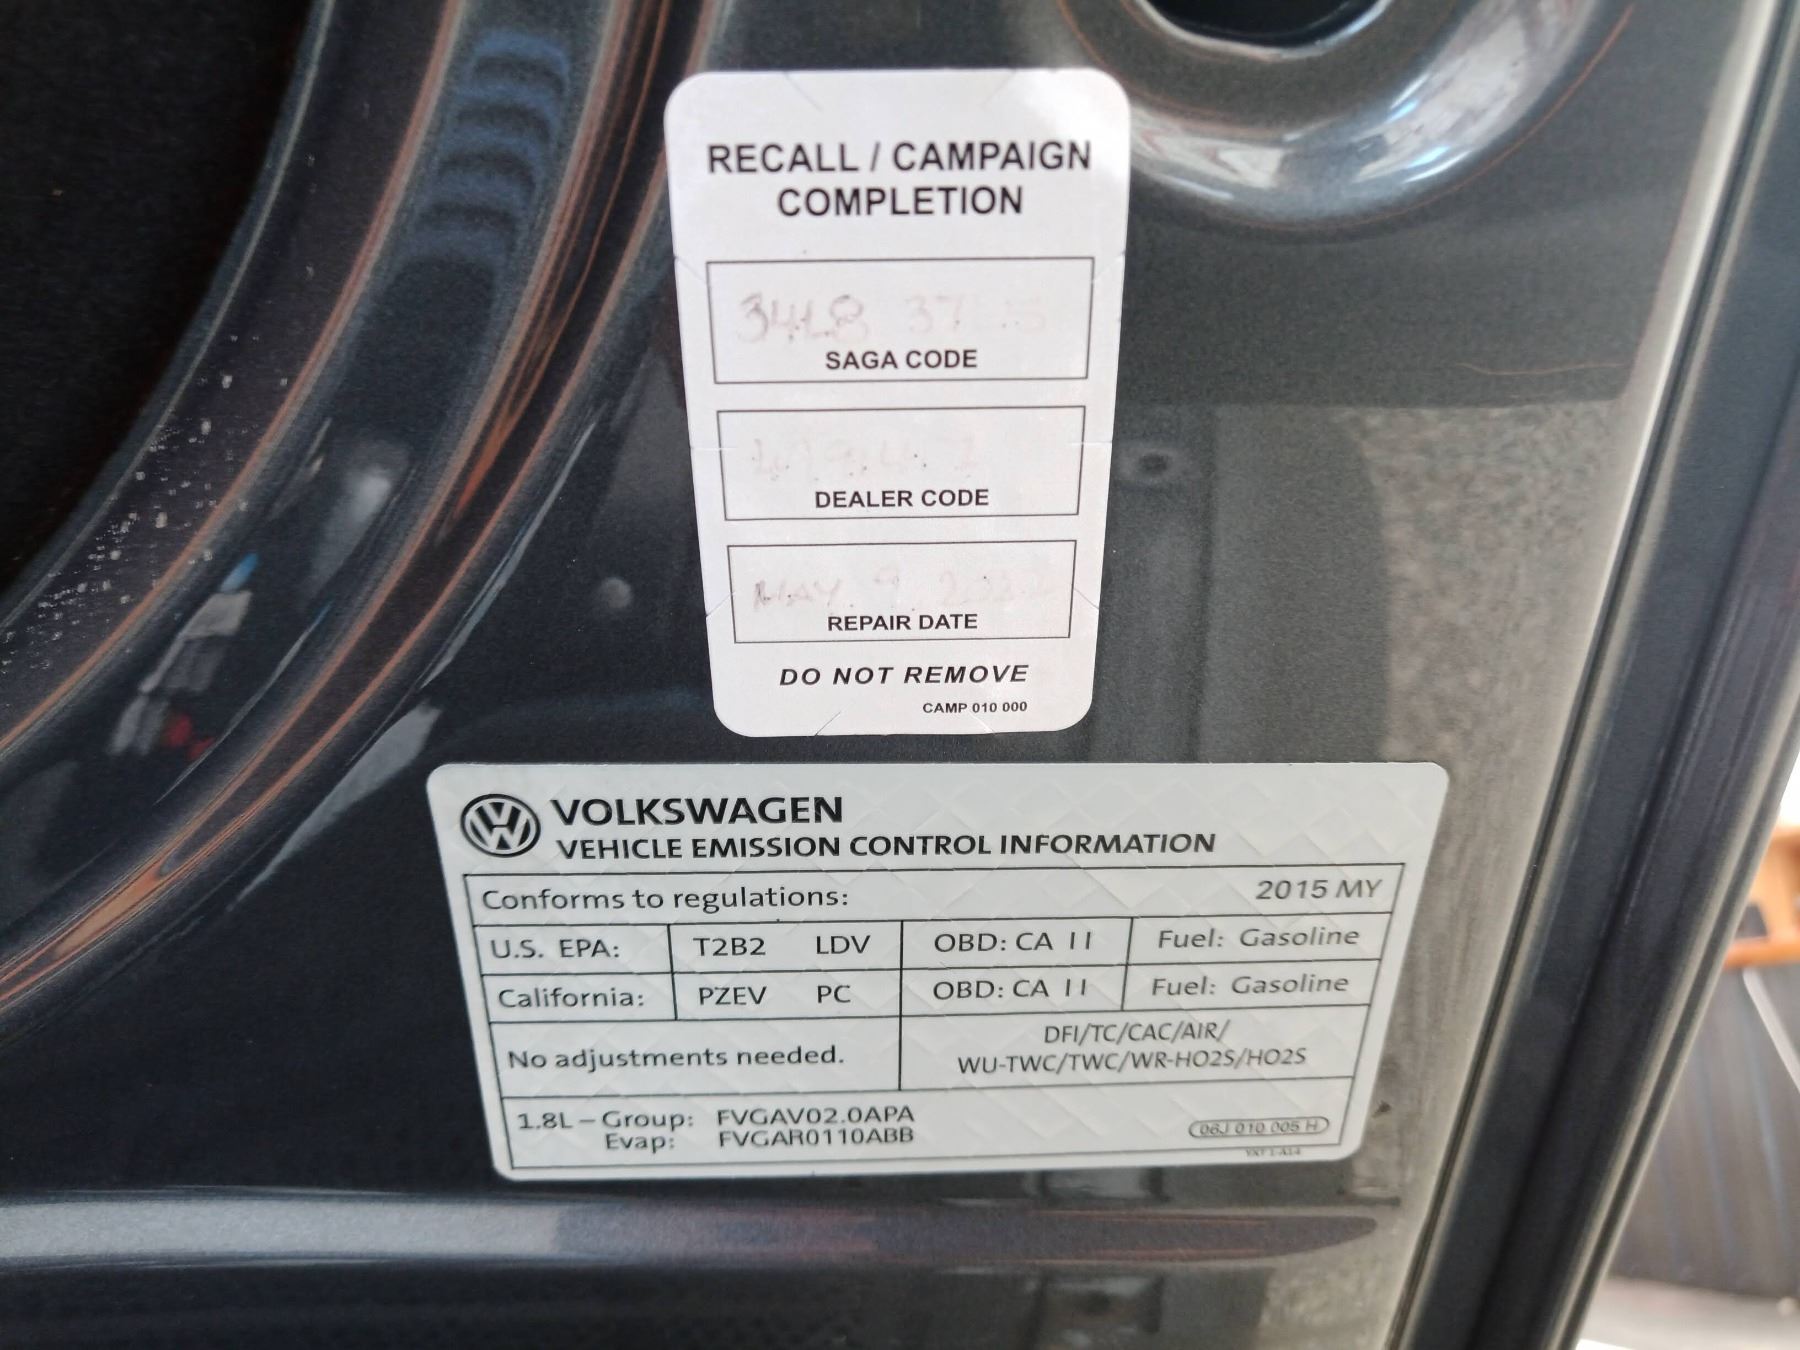 RECALL / CAMPAIGN
COMPLETION
34L8
SAGA CODE
DEALER CODE
MAY 9 2022
REPAIR DATE
DO NOT REMOVE
CAMP 010 000
VOLKSWAGEN
VEHICLE EMISSION CONTROL INFORMATION
Conforms to regulations: 2015 MY
U.S. EPA: T2B2 LDV OBD: CA II Fuel: Gasoline
California: PZEV PC OBD: CA II Fuel: Gasoline
DFI/TC/CAC/AIR/
No adjustments needed. WU-TWC/TWC/WR-HO2S/HO2S
1.8L – Group: FVGAV02.0APA
Evap: FVGAR0110ABB 06J 010 005 H